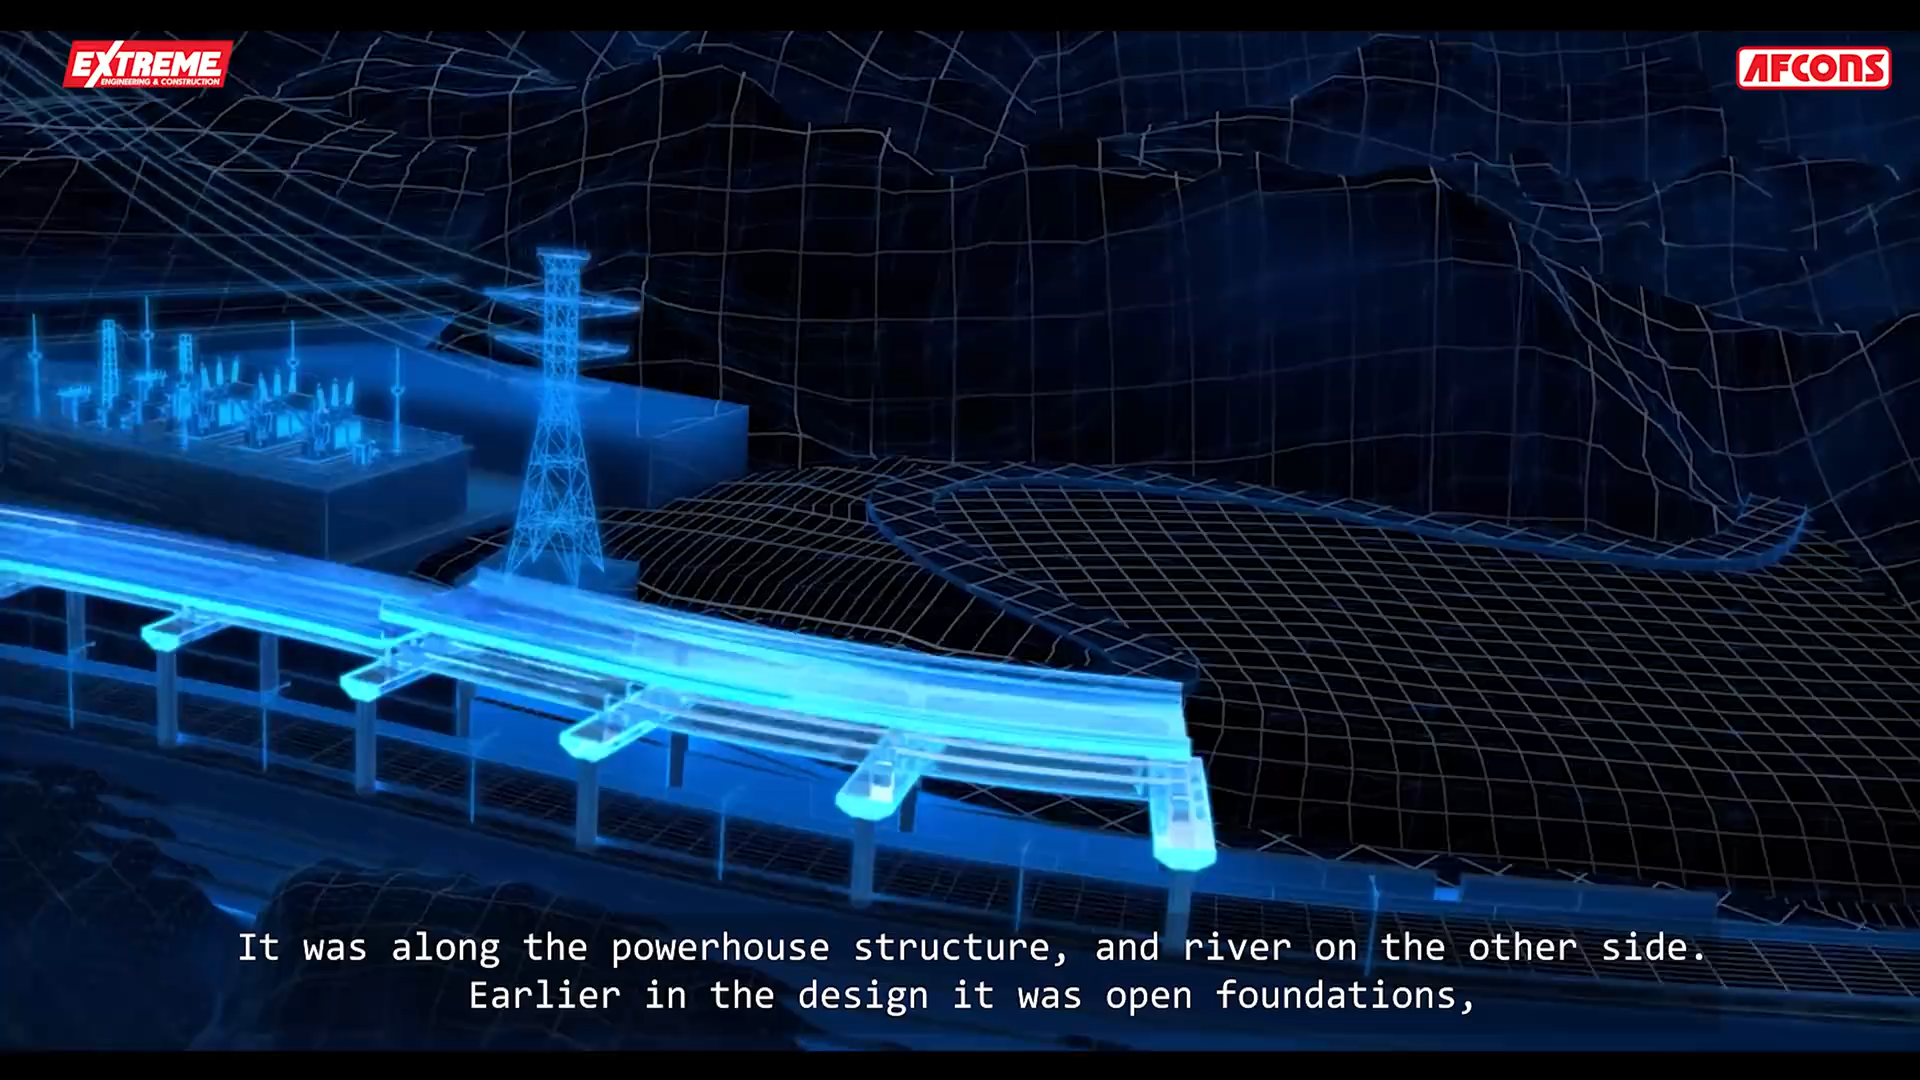 EXTREME
ENGINEERING & CONSTRUCTION
AFCONS
It was along the powerhouse structure, and river on the other side.
Earlier in the design it was open foundations,